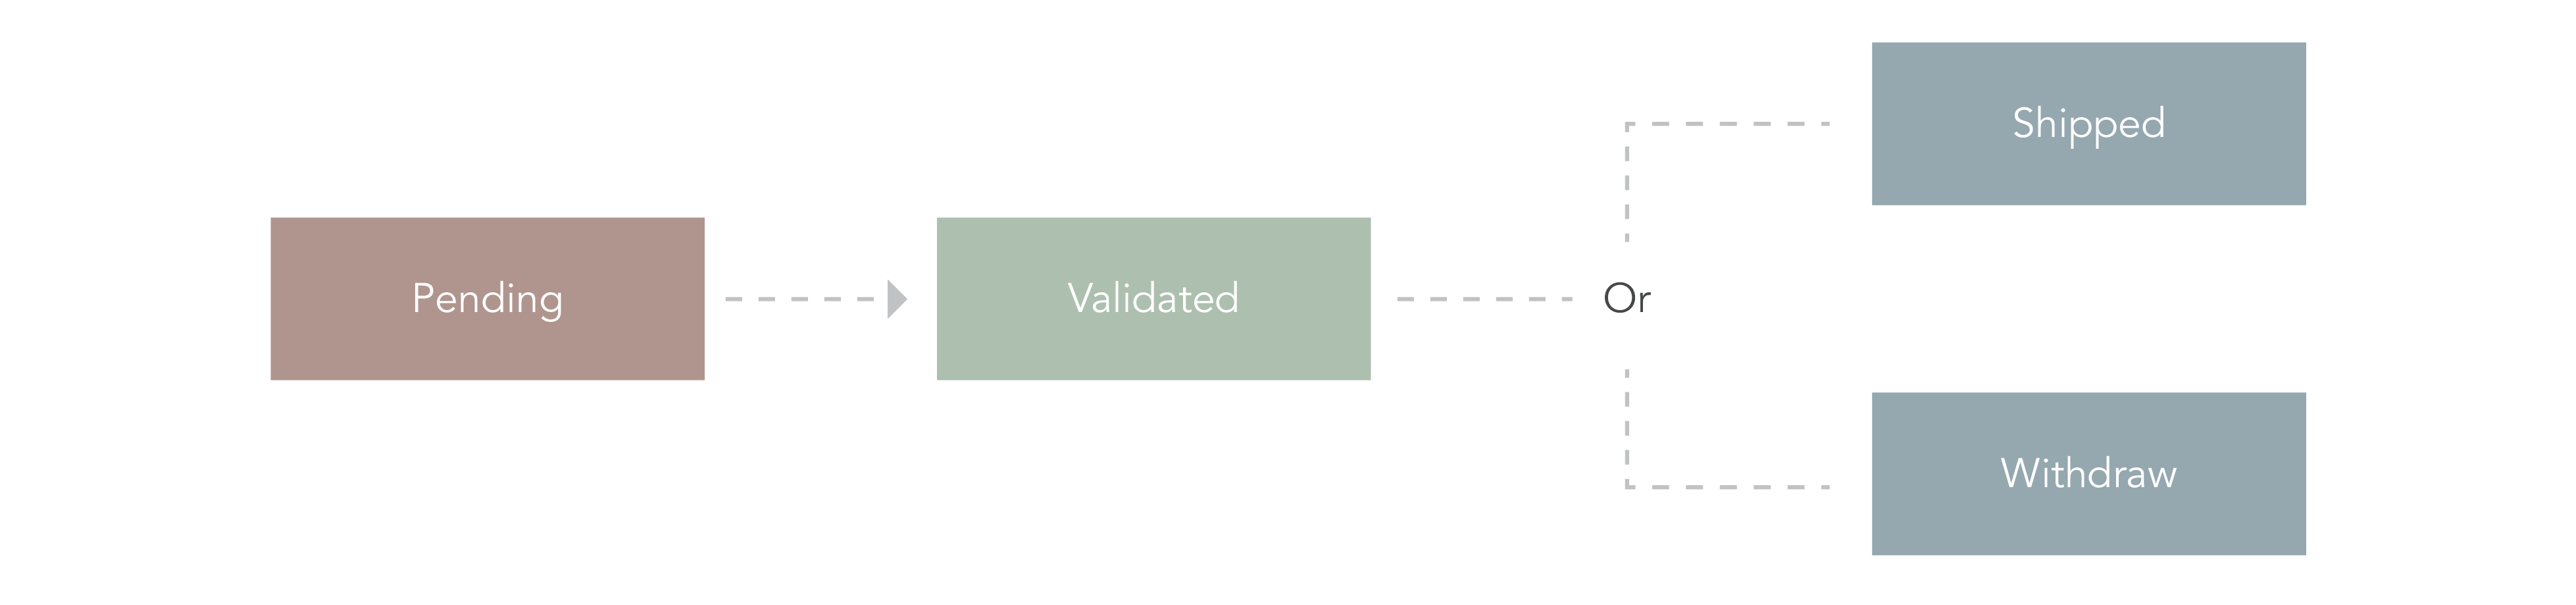 Pending
Validated
Or
Shipped
Withdraw